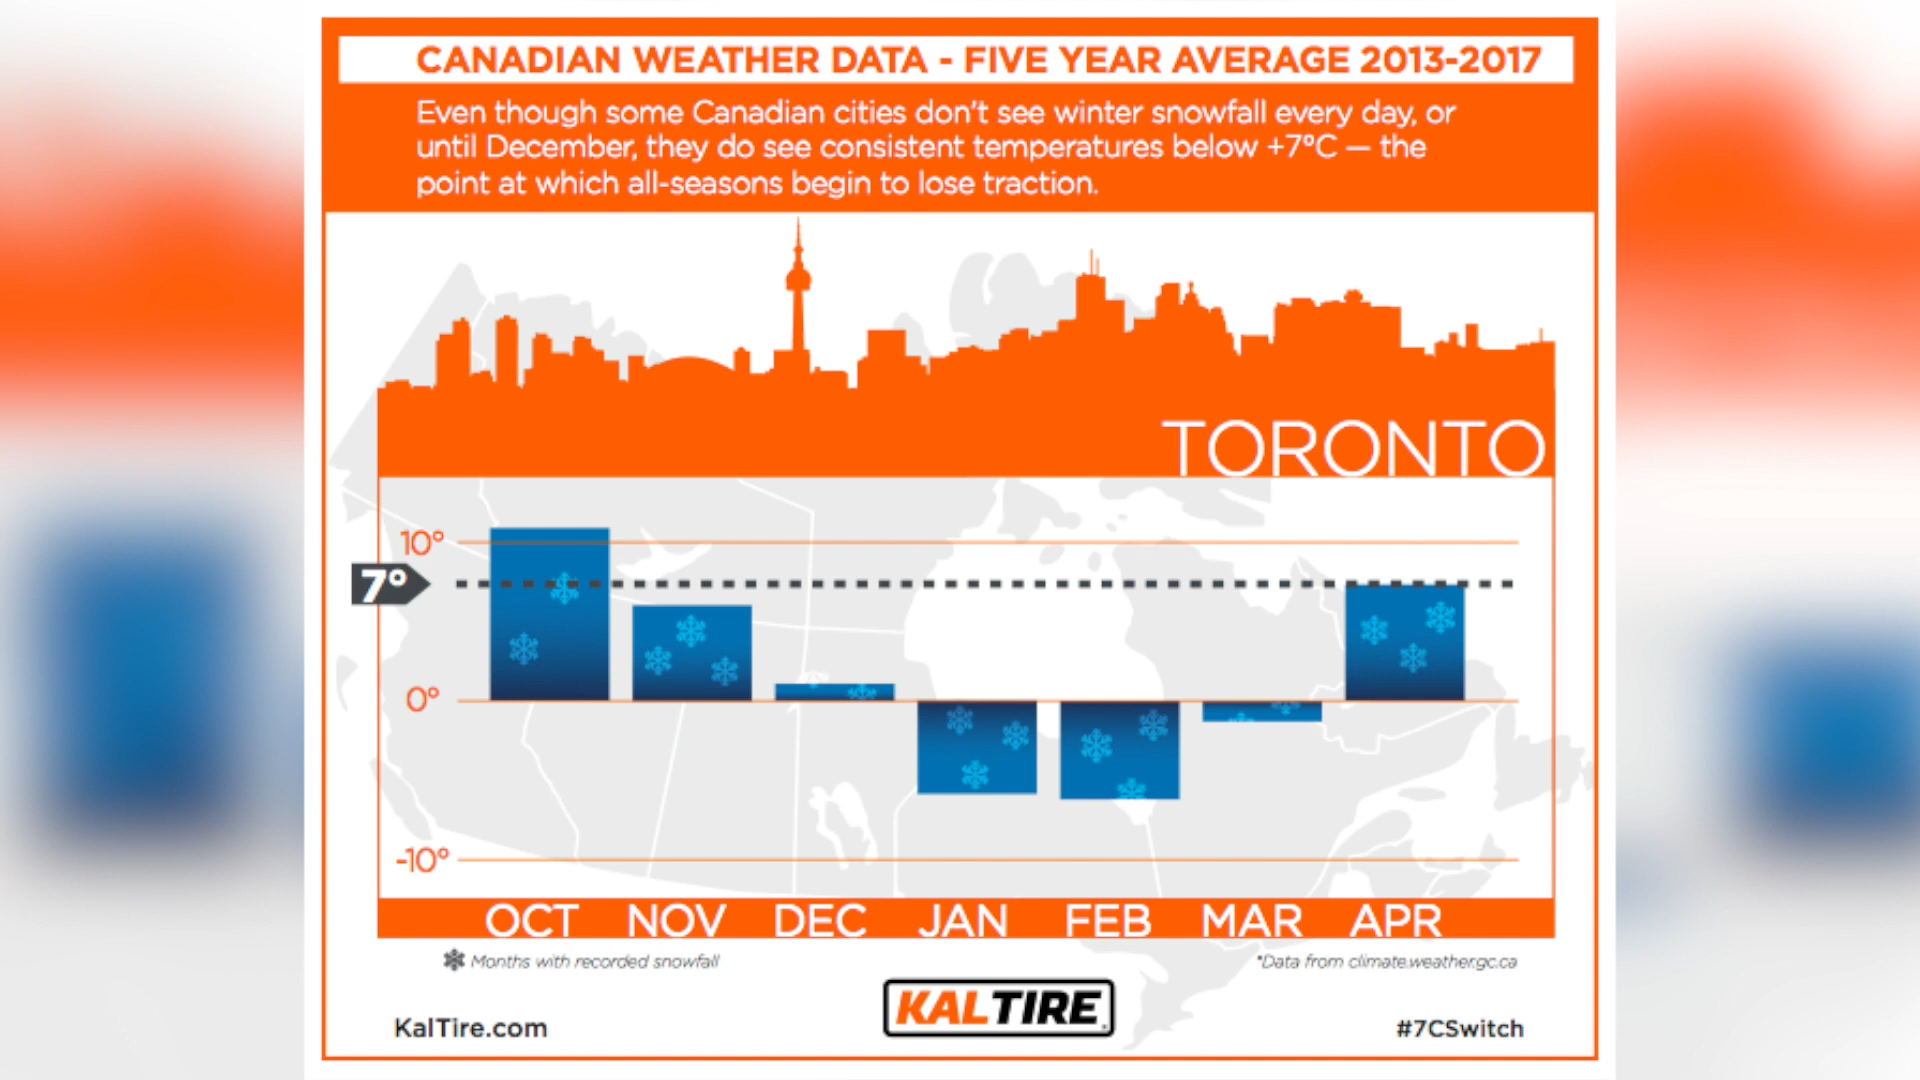 CANADIAN WEATHER DATA - FIVE YEAR AVERAGE 2013-2017
Even though some Canadian cities don't see winter snowfall every day, or
until December, they do see consistent temperatures below +7°C — the
point at which all-seasons begin to lose traction.
TORONTO
10°
7°
0°
-10°
OCT NOV DEC JAN FEB MAR APR
Months with recorded snowfall
*Data from climate.weather.gc.ca
KALTIRE
KalTire.com
#7CSwitch